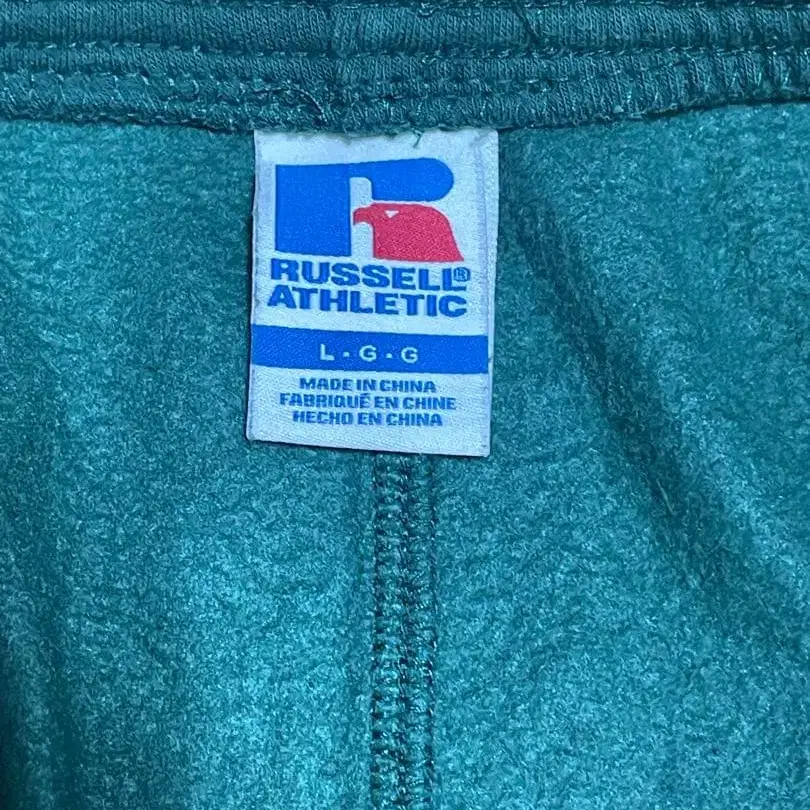 RUSSELL®
ATHLETIC
L - G - G
MADE IN CHINA
FABRIQUÉ EN CHINE
HECHO EN CHINA